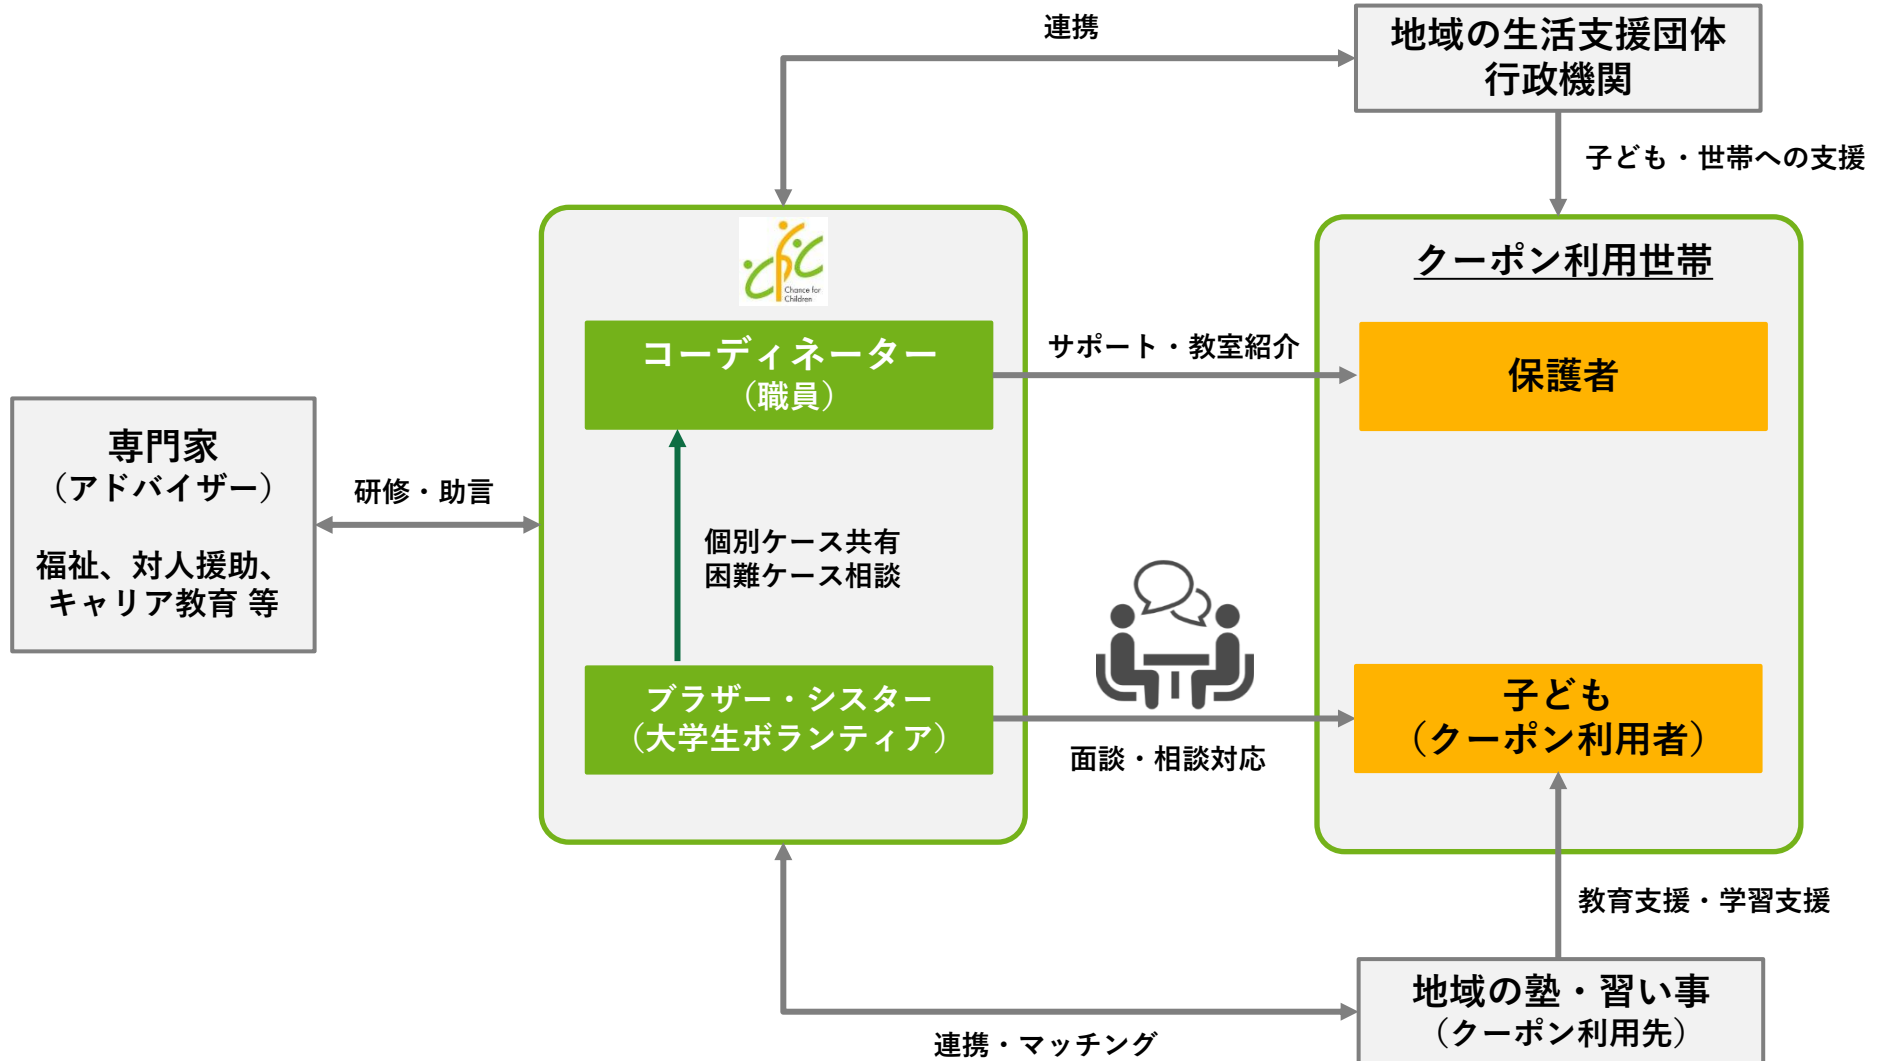 連携
地域の生活支援団体
行政機関
子ども・世帯への支援
Chance for
Children
コーディネーター
（職員）
サポート・教室紹介
クーポン利用世帯
保護者
専門家
（アドバイザー）
福祉、対人援助、
キャリア教育 等
研修・助言
個別ケース共有
困難ケース相談
ブラザー・シスター
（大学生ボランティア）
面談・相談対応
子ども
（クーポン利用者）
教育支援・学習支援
連携・マッチング
地域の塾・習い事
（クーポン利用先）